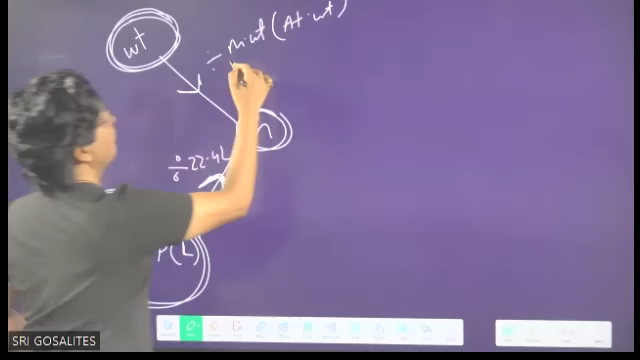 wt
÷ M.wt (At.wt)
n
÷ 22.4L
(L)
SRI GOSALITES